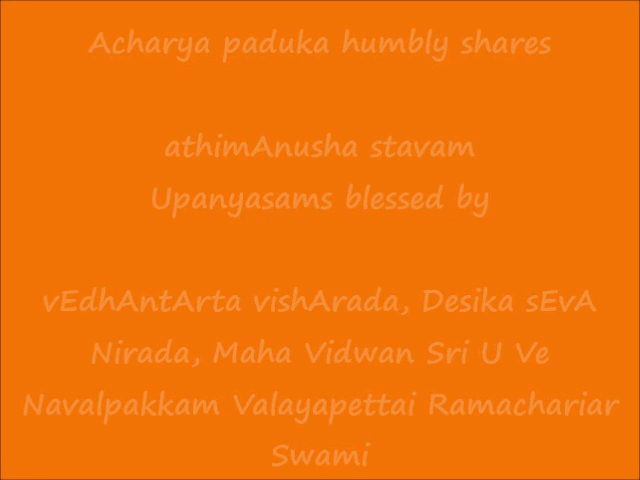 Acharya paduka humbly shares
athimAnusha stavam
Upanyasams blessed by
vEdhAntArta vishArada, Desika sEvA
Nirada, Maha Vidwan Sri U Ve
Navalpakkam Valayapettai Ramachariar
Swami